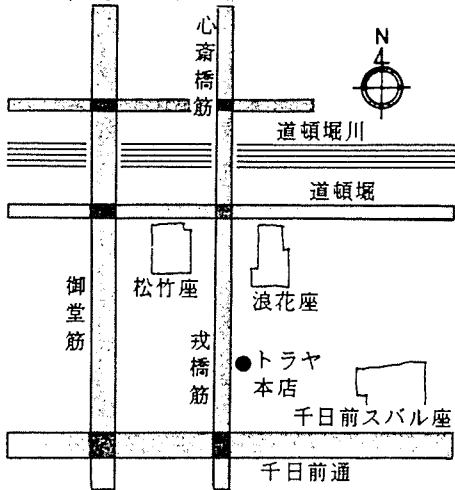 心斎橋筋
N
道頓堀川
道頓堀
松竹座
浪花座
御堂筋
戎橋筋
トラヤ
本店
千日前スバル座
千日前通